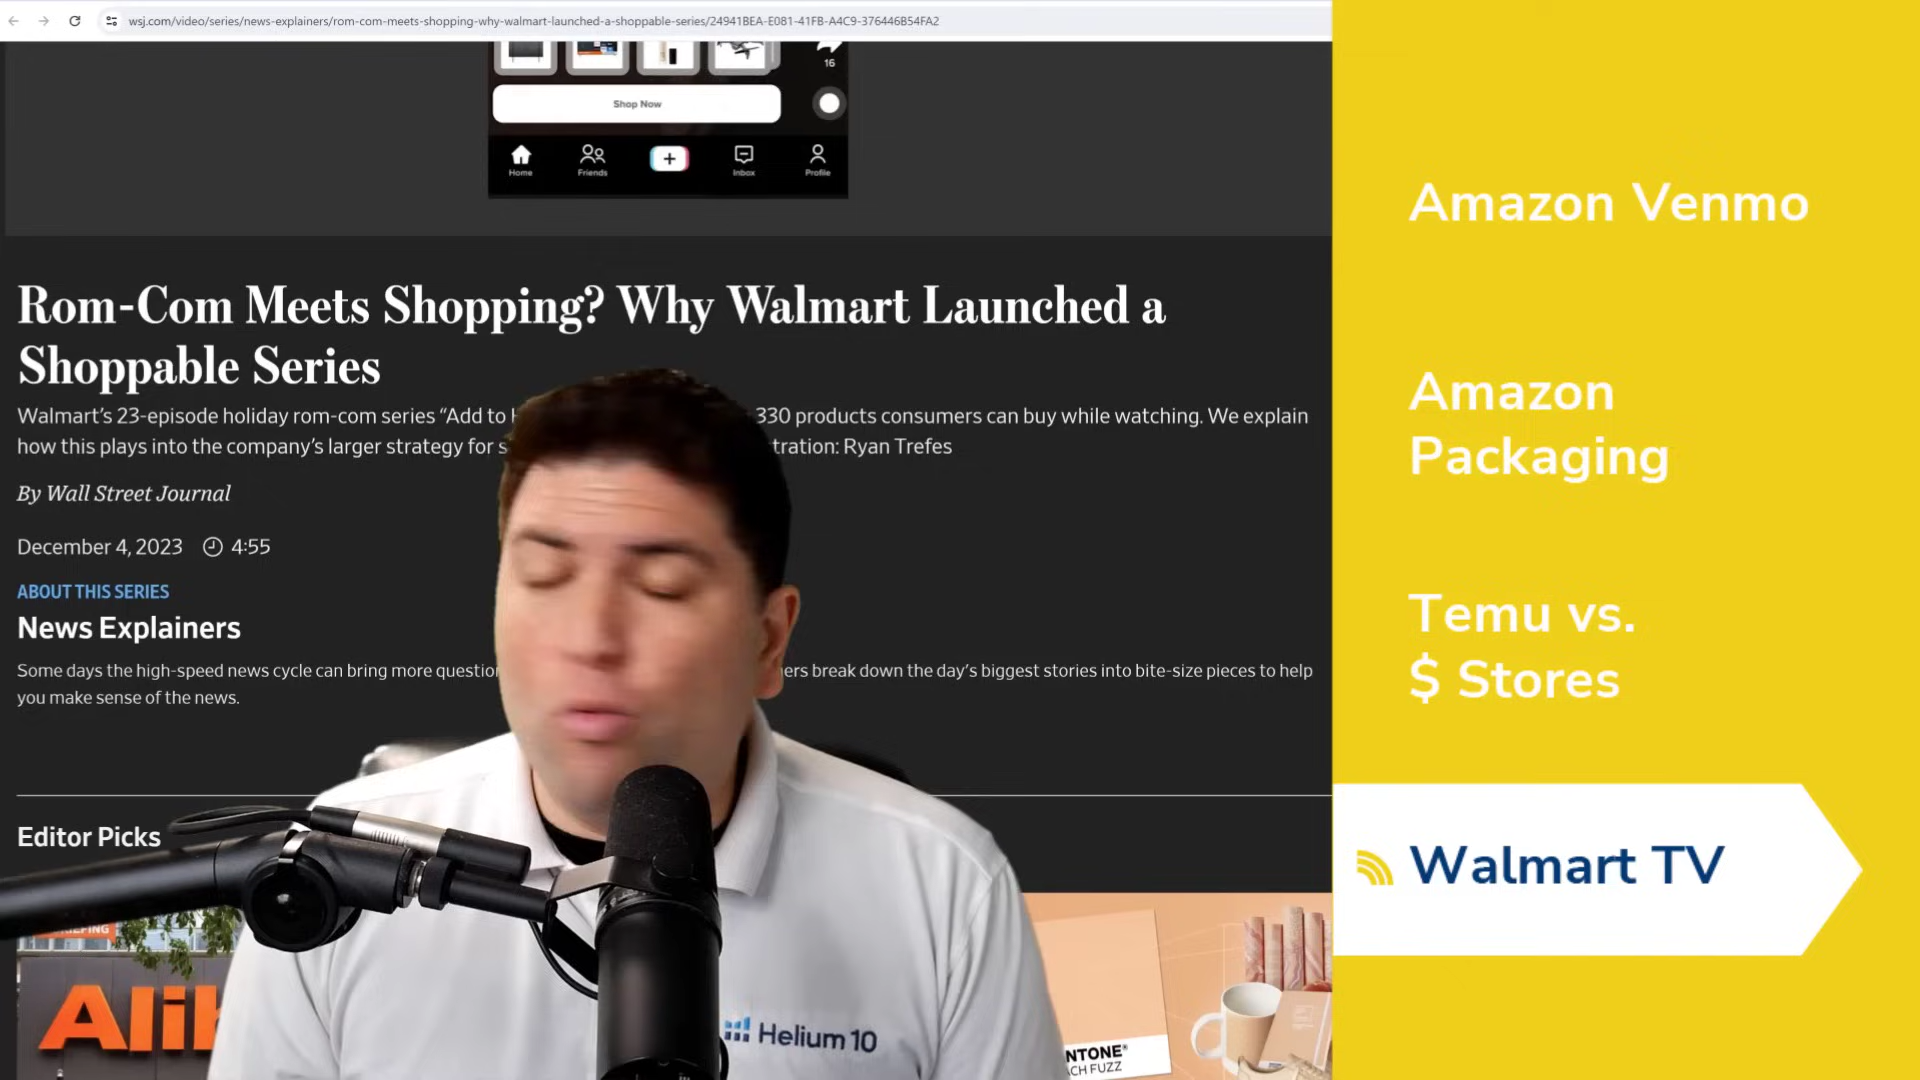 wsj.com/video/series/news-explainers/rom-com-meets-shopping-why-walmart-launched-a-shoppable-series/24941BEA-E081-41FB-A4C9-376446B54FA2
16
Shop Now
Home Friends Inbox Profile
Rom-Com Meets Shopping? Why Walmart Launched a
Shoppable Series
Walmart's 23-episode holiday rom-com series “Add to 330 products consumers can buy while watching. We explain
how this plays into the company's larger strategy for Ryan Trefes
By Wall Street Journal
December 4, 2023 4:55
ABOUT THIS SERIES
News Explainers
Some days the high-speed news cycle can bring more break down the day's biggest stories into bite-size pieces to help
you make sense of the news.
Editor Picks
Helium 10
Amazon Venmo
Amazon
Packaging
Temu vs.
$ Stores
Walmart TV